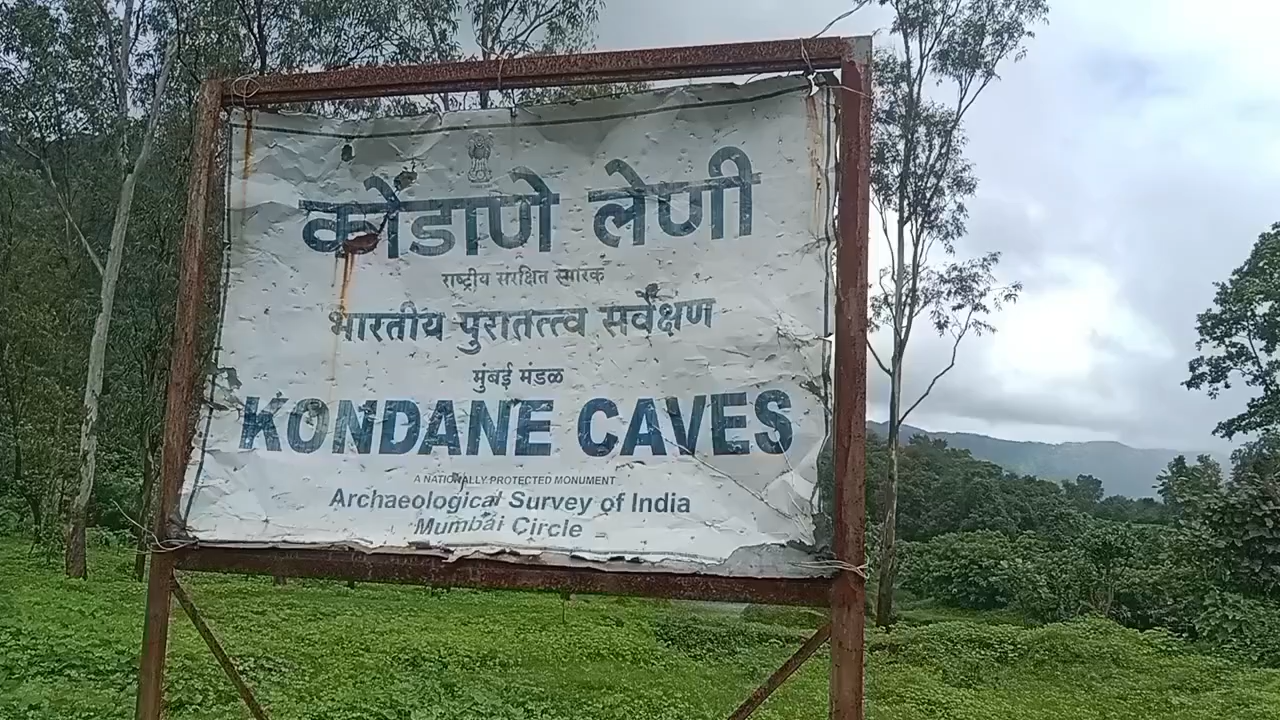 कोंडाणे लेणी
राष्ट्रीय संरक्षित स्मारक
भारतीय पुरातत्त्व सर्वेक्षण
मुंबई मंडळ
KONDANE CAVES
A NATIONALLY PROTECTED MONUMENT
Archaeological Survey of India
Mumbai Circle